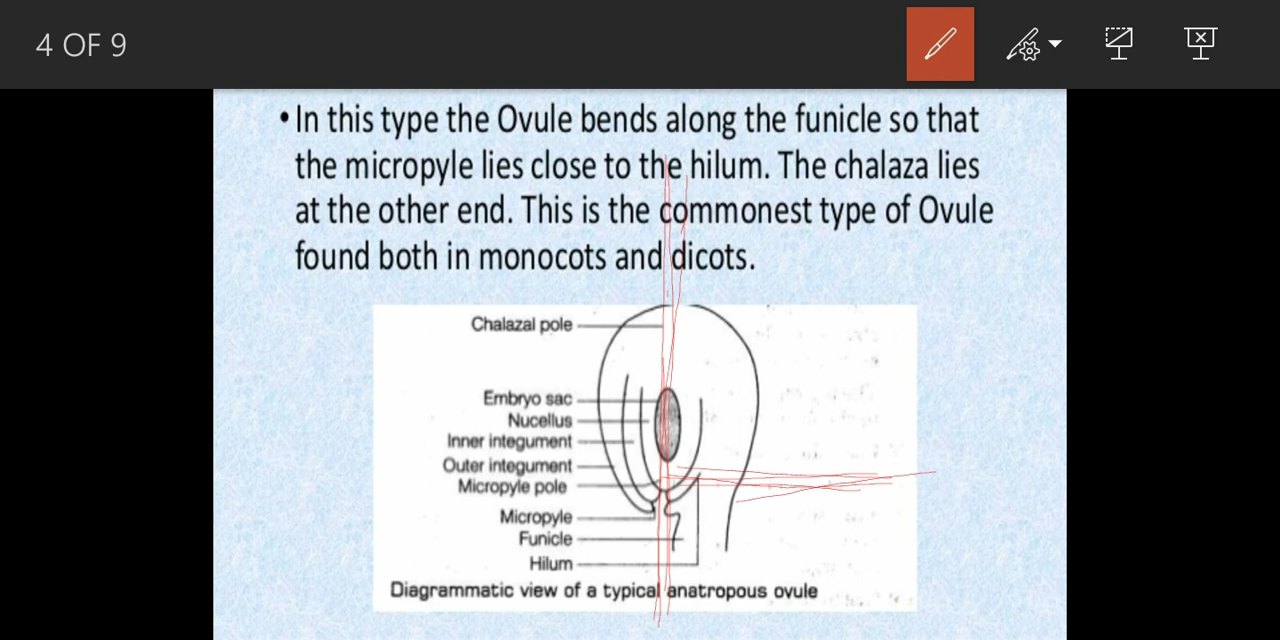 4 OF 9
• In this type the Ovule bends along the funicle so that
the micropyle lies close to the hilum. The chalaza lies
at the other end. This is the commonest type of Ovule
found both in monocots and dicots.
Chalazal pole
Embryo sac
Nucellus
Inner integument
Outer integument
Micropyle pole
Micropyle
Funicle
Hilum
Diagrammatic view of a typical anatropous ovule